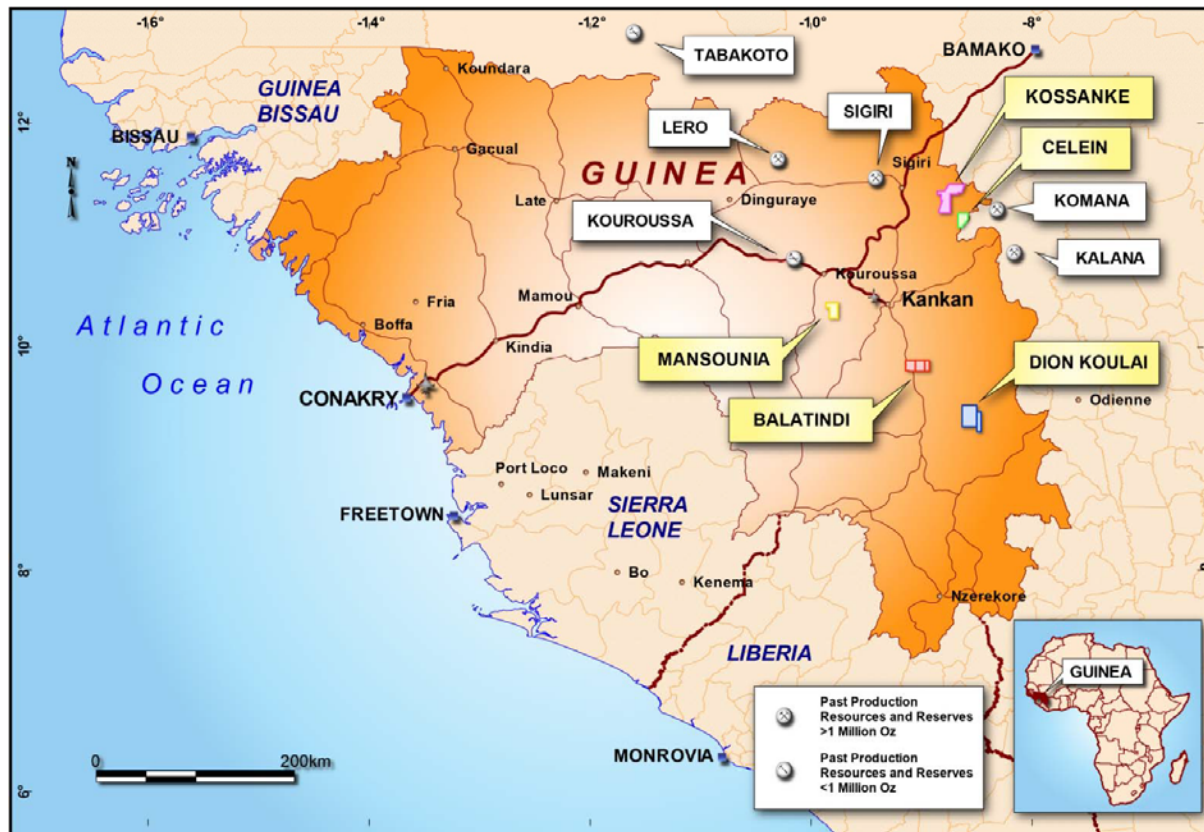 -16°
-14°
-12°
-10°
-8°
12°
10°
8°
6°
N
TABAKOTO
BAMAKO
Koundara
GUINEA
BISSAU
KOSSANKE
SIGIRI
LERO
BISSAU
CELEIN
Gacual
GUINEA
Sigiri
Late
Dinguraye
KOMANA
KOUROUSSA
KALANA
Kouroussa
Mamou
Kankan
Fria
Boffa
Atlantic
Ocean
Kindia
MANSOUNIA
DION KOULAI
CONAKRY
BALATINDI
Odienne
Port Loco
Makeni
Lunsar
FREETOWN
SIERRA
LEONE
Bo
Kenema
Nzerekore
LIBERIA
MONROVIA
0
200km
Past Production
Resources and Reserves
>1 Million Oz
Past Production
Resources and Reserves
<1 Million Oz
GUINEA